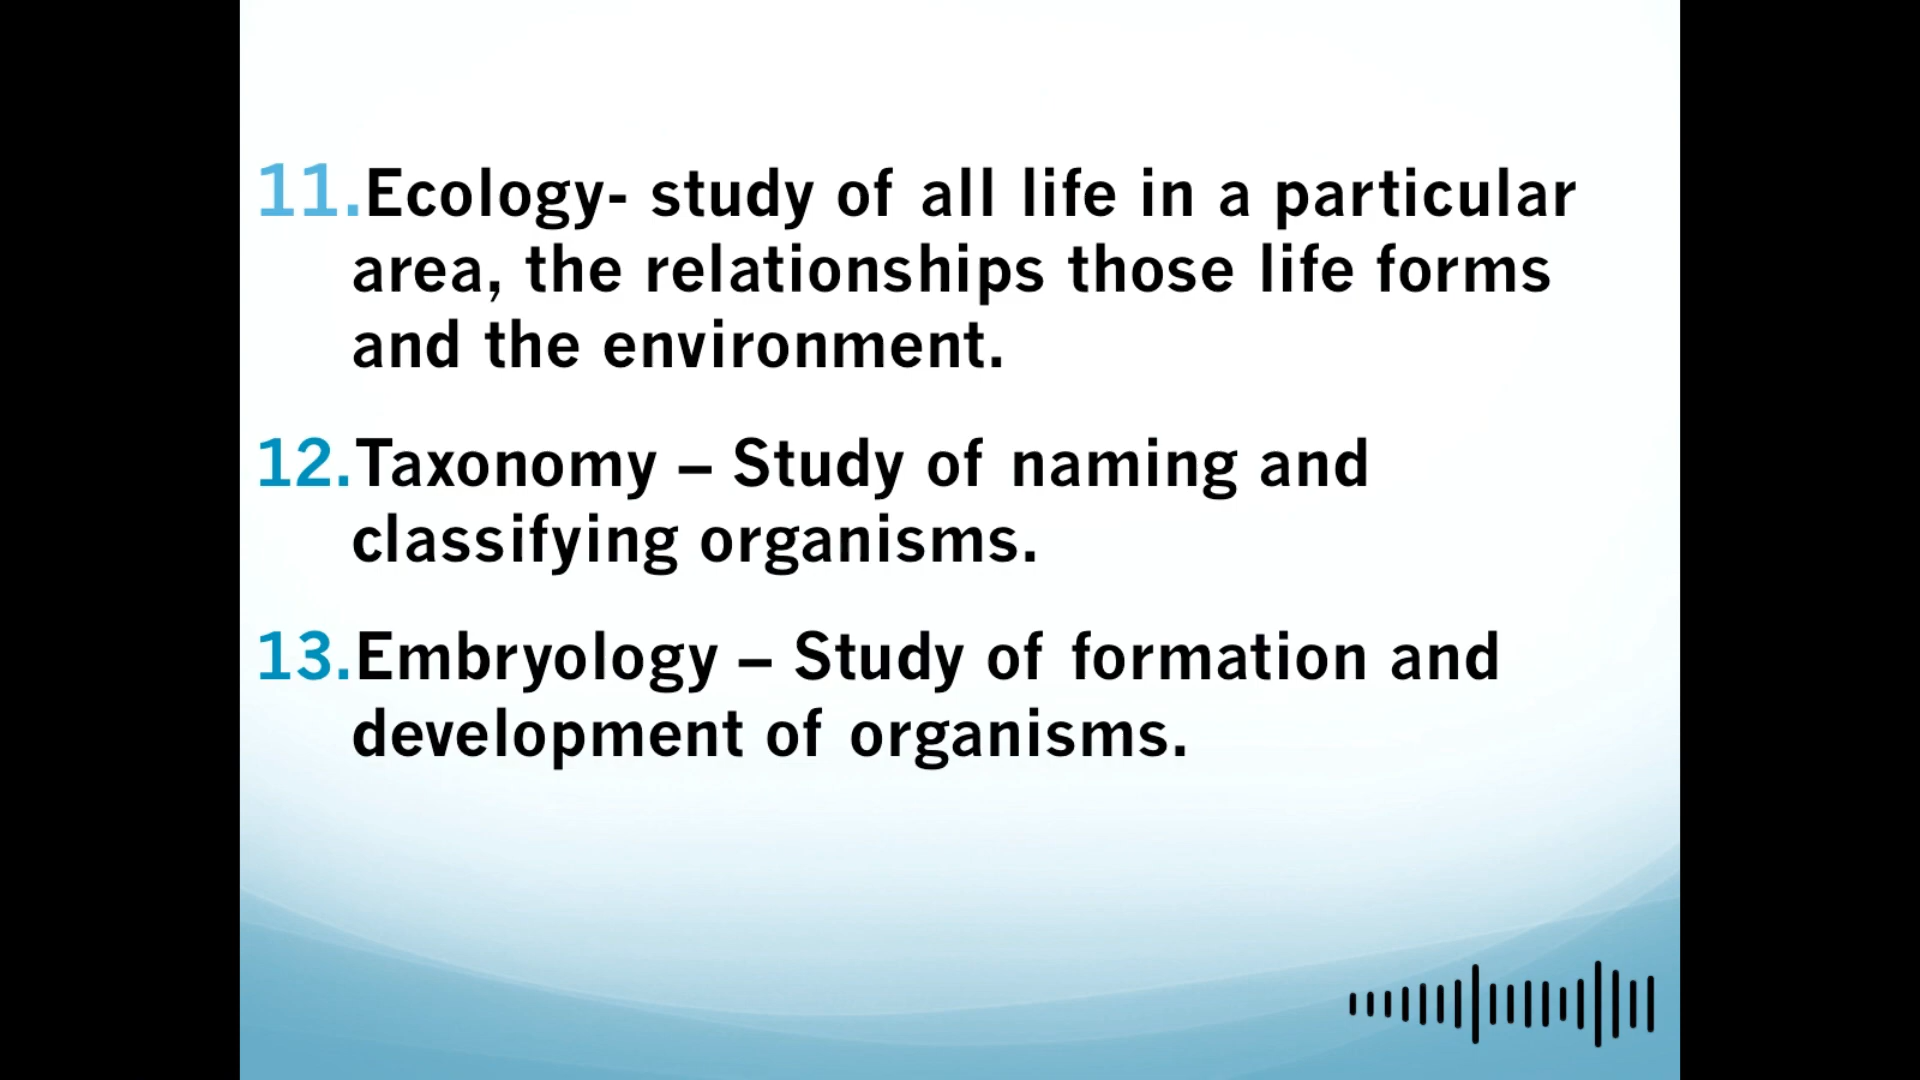 11.Ecology- study of all life in a particular
area, the relationships those life forms
and the environment.
12.Taxonomy – Study of naming and
classifying organisms.
13.Embryology – Study of formation and
development of organisms.